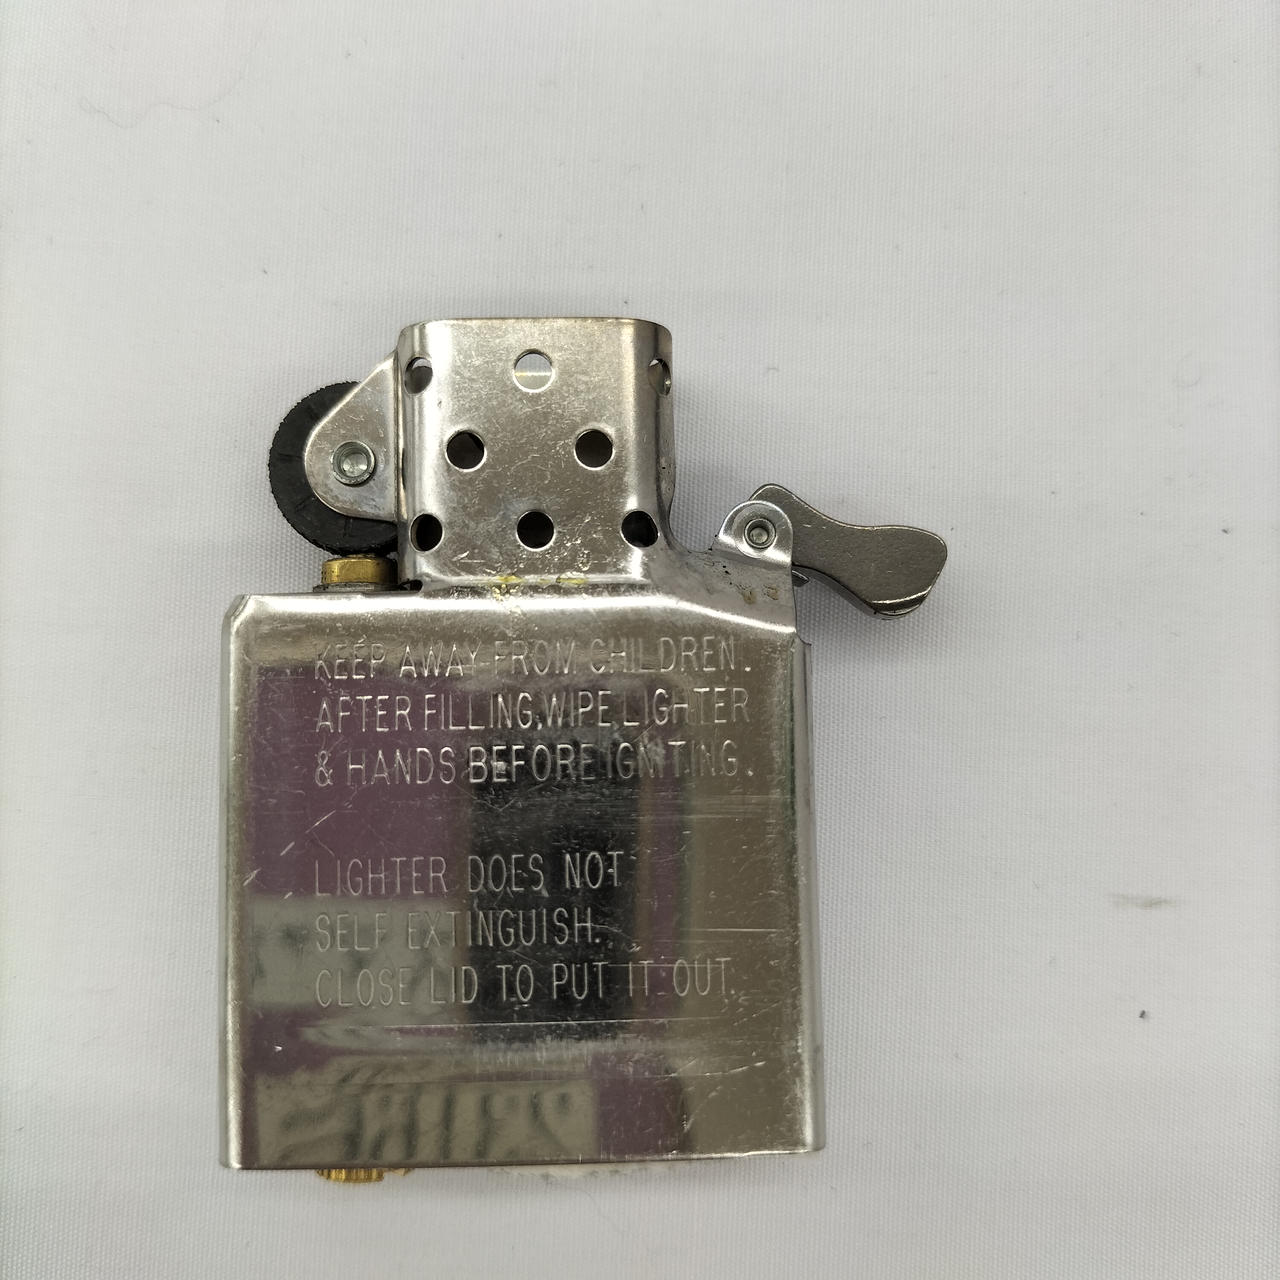 KEEP AWAY FROM CHILDREN.
AFTER FILLING, WIPE LIGHTER
& HANDS BEFORE IGNITING.
LIGHTER DOES NOT
SELF EXTINGUISH.
CLOSE LID TO PUT IT OUT.